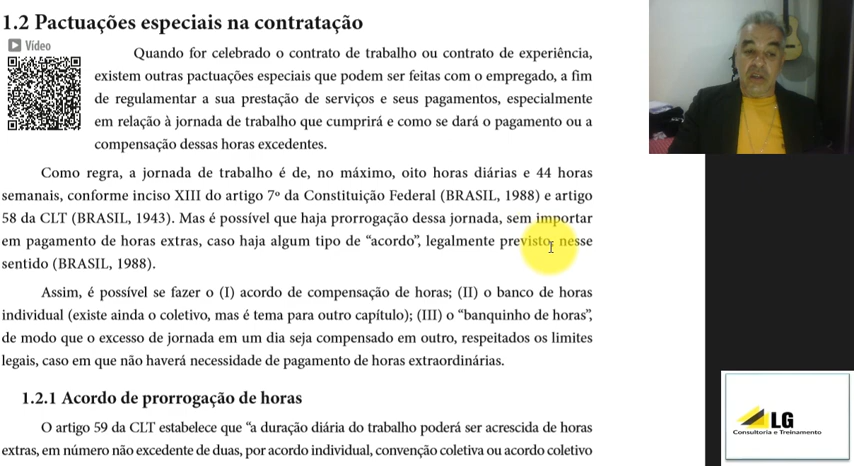 1.2 Pactuações especiais na contratação
Vídeo
Quando for celebrado o contrato de trabalho ou contrato de experiência,
existem outras pactuações especiais que podem ser feitas com o empregado, a fim
de regulamentar a sua prestação de serviços e seus pagamentos, especialmente
em relação à jornada de trabalho que cumprirá e como se dará o pagamento ou a
compensação dessas horas excedentes.
Como regra, a jornada de trabalho é de, no máximo, oito horas diárias e 44 horas
semanais, conforme inciso XIII do artigo 7º da Constituição Federal (BRASIL, 1988) e artigo
58 da CLT (BRASIL, 1943). Mas é possível que haja prorrogação dessa jornada, sem importar
em pagamento de horas extras, caso haja algum tipo de “acordo”, legalmente previsto, nesse
sentido (BRASIL, 1988).
Assim, é possível se fazer o (I) acordo de compensação de horas; (II) o banco de horas
individual (existe ainda o coletivo, mas é tema para outro capítulo); (III) o “banquinho de horas”,
de modo que o excesso de jornada em um dia seja compensado em outro, respeitados os limites
legais, caso em que não haverá necessidade de pagamento de horas extraordinárias.
1.2.1 Acordo de prorrogação de horas
O artigo 59 da CLT estabelece que “a duração diária do trabalho poderá ser acrescida de horas
extras, em número não excedente de duas, por acordo individual, convenção coletiva ou acordo coletivo
LG
Consultoria e Treinamento